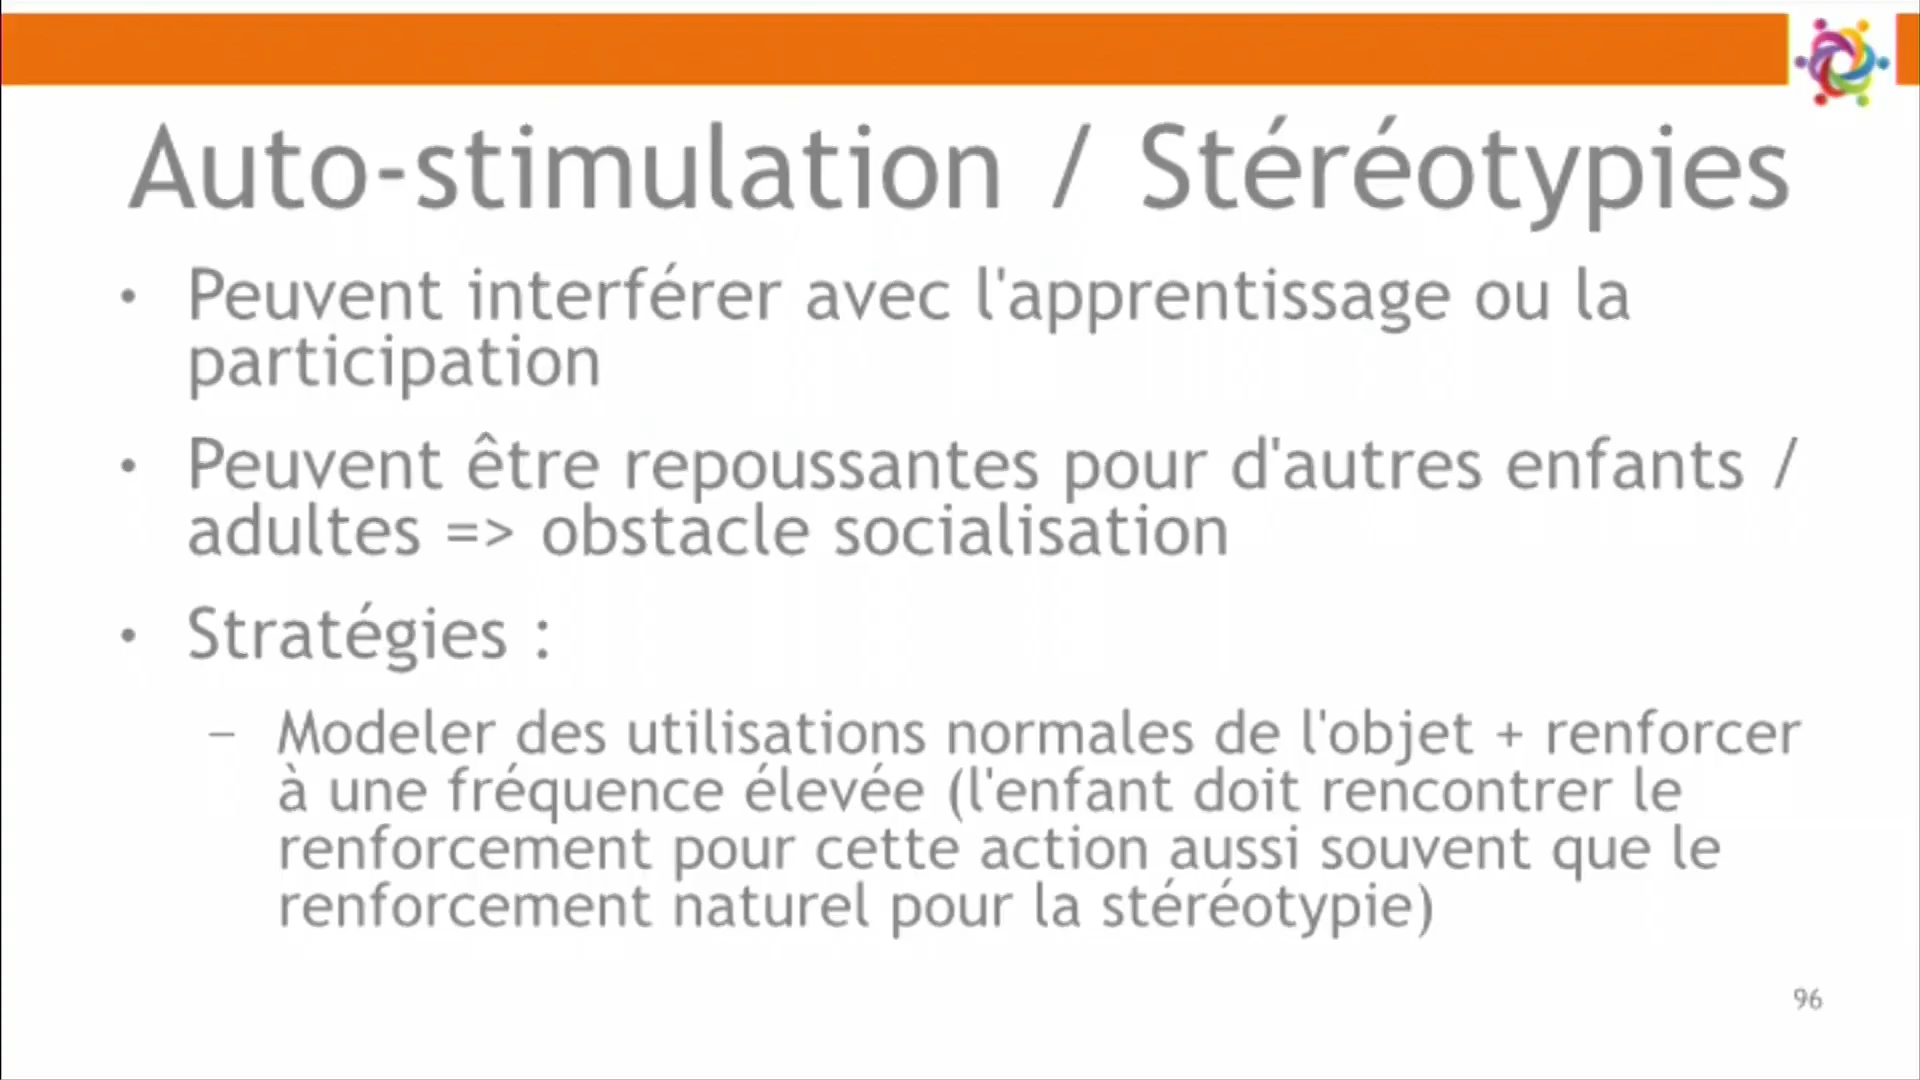 Auto-stimulation / Stéréotypies
• Peuvent interférer avec l'apprentissage ou la
participation
• Peuvent être repoussantes pour d'autres enfants /
adultes => obstacle socialisation
• Stratégies :
– Modeler des utilisations normales de l'objet + renforcer
à une fréquence élevée (l'enfant doit rencontrer le
renforcement pour cette action aussi souvent que le
renforcement naturel pour la stéréotypie)
96